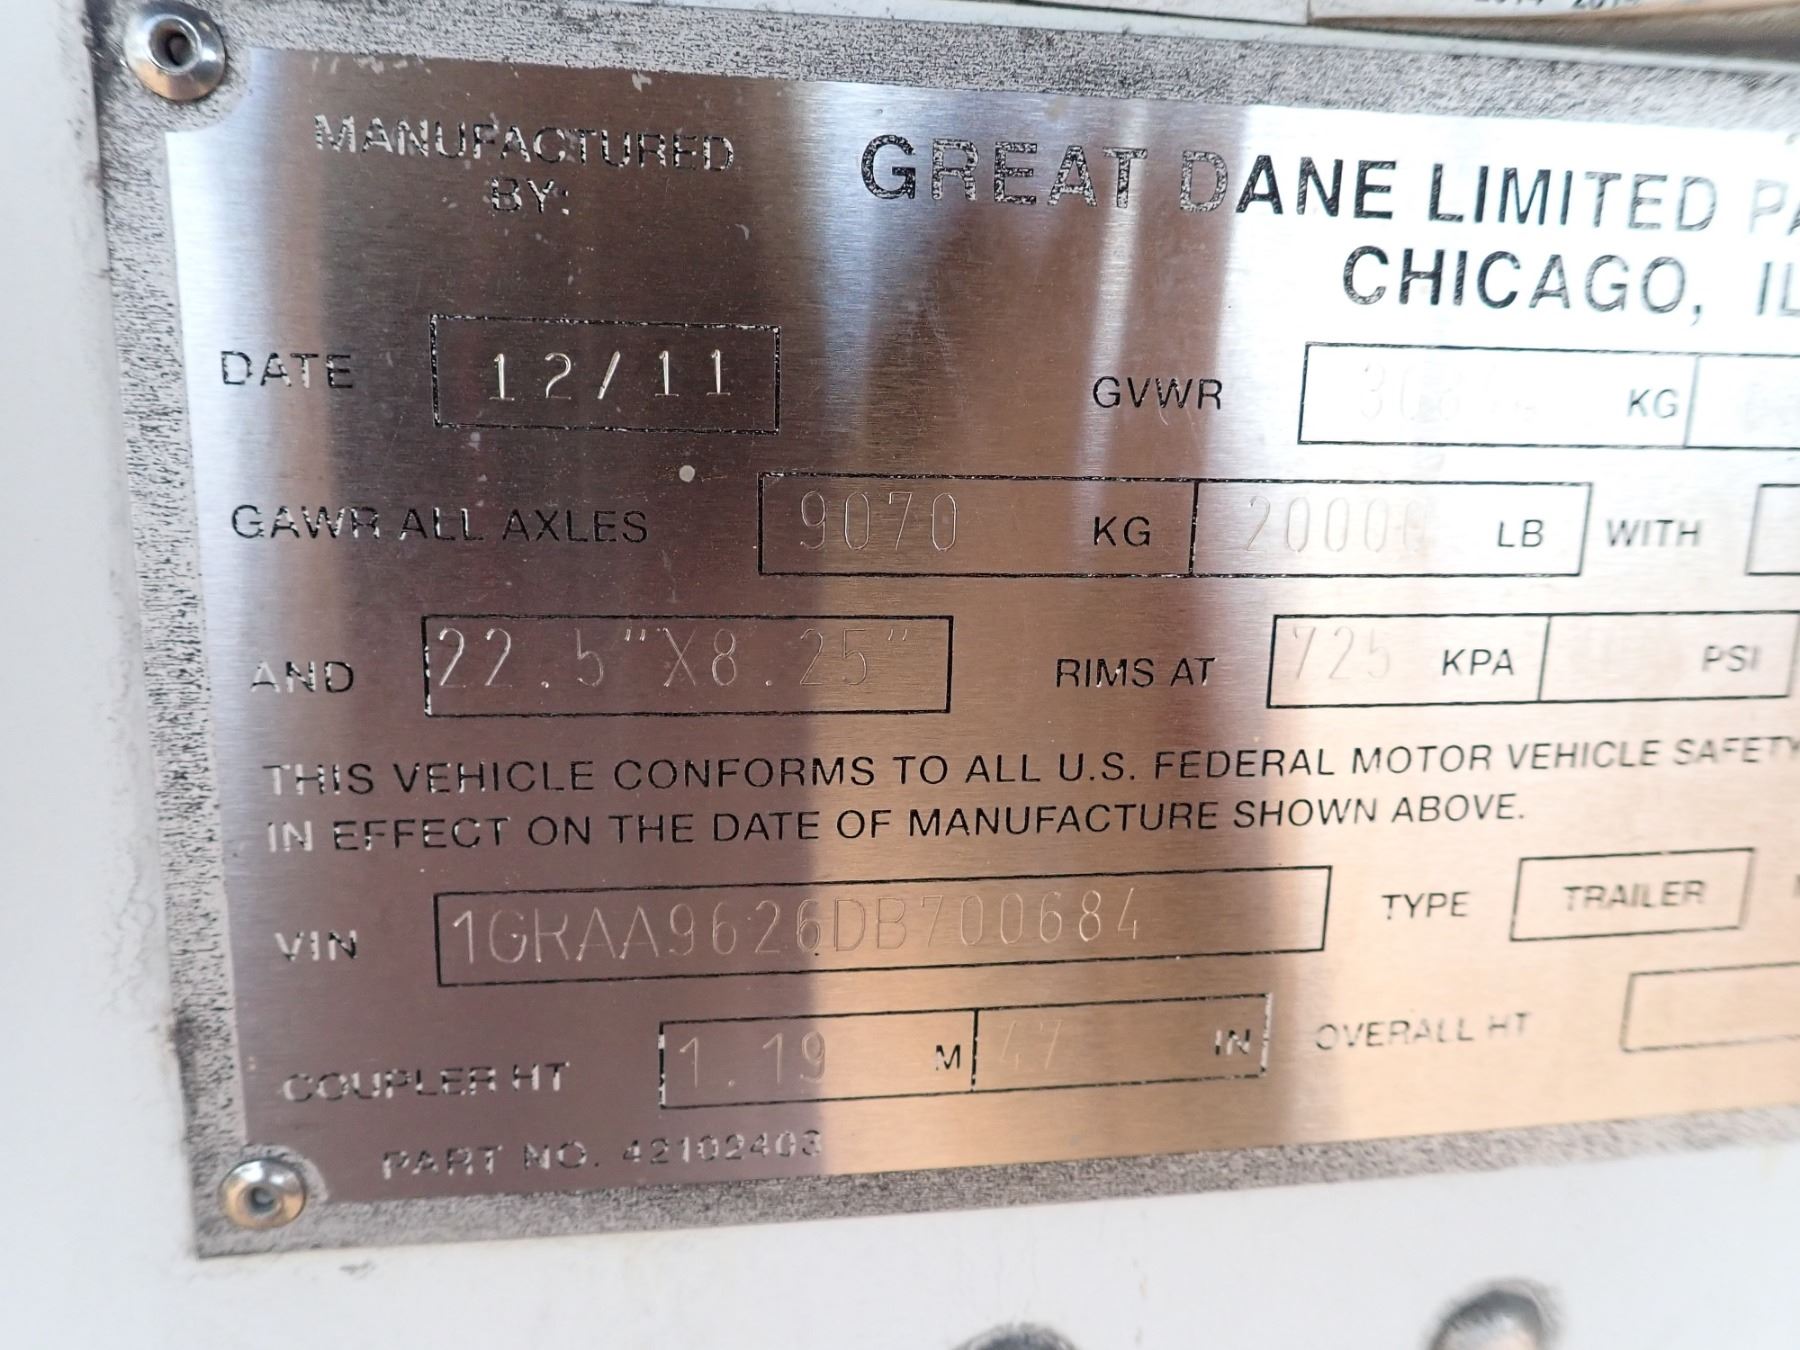 MANUFACTURED BY: GREAT DANE LIMITED
CHICAGO,
DATE 12/11 GVWR KG
GAWR ALL AXLES 9070 KG 20000 LB WITH
AND 22.5"X8.25" RIMS AT 725 KPA PSI
THIS VEHICLE CONFORMS TO ALL U.S. FEDERAL MOTOR VEHICLE SAFETY
IN EFFECT ON THE DATE OF MANUFACTURE SHOWN ABOVE.
VIN 1GRAA9626DB700684 TYPE TRAILER
COUPLER HT 1.19 M 47 IN OVERALL HT
PART NO. 42102403